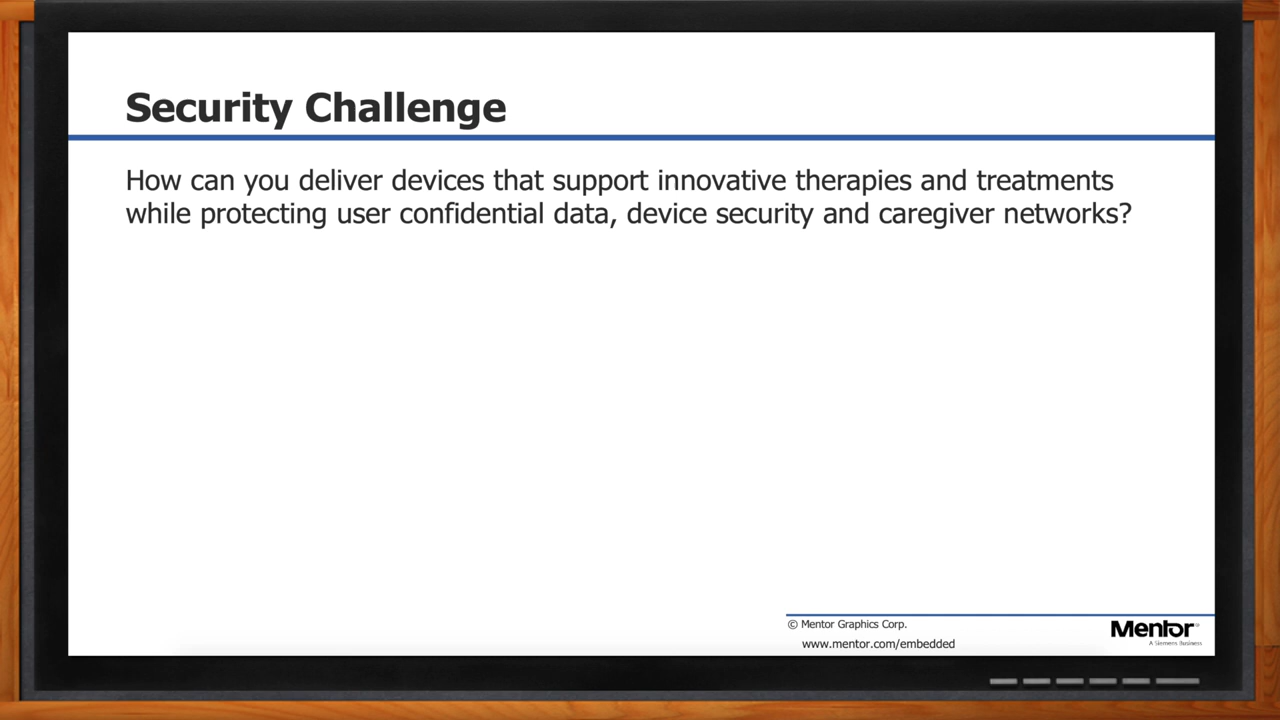 Security Challenge
How can you deliver devices that support innovative therapies and treatments
while protecting user confidential data, device security and caregiver networks?
© Mentor Graphics Corp.
www.mentor.com/embedded
Mentor
A Siemens Business